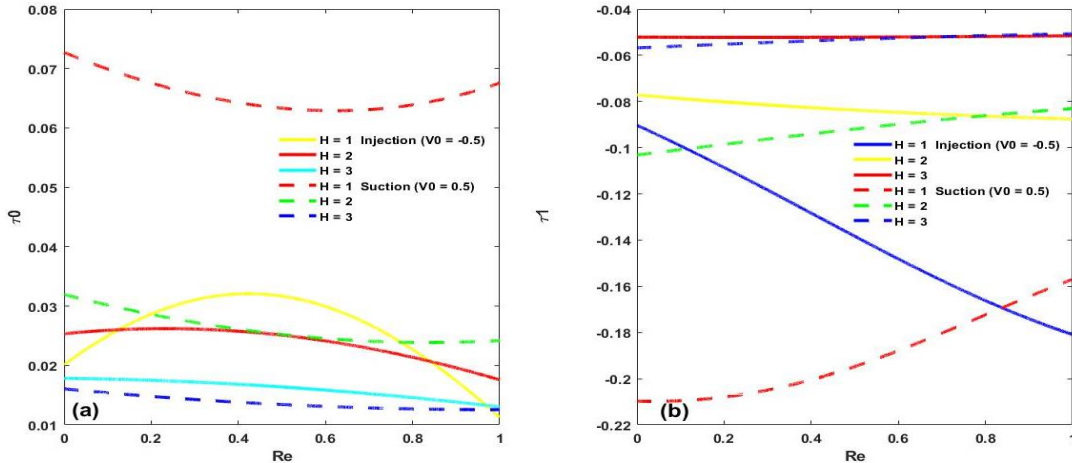 0.08
0.07
0.06
0.05
0.04
0.03
0.02
0.01
τ0
H = 1 Injection (V0 = -0.5)
H = 2
H = 3
H = 1 Suction (V0 = 0.5)
H = 2
H = 3
(a)
0 0.2 0.4 0.6 0.8 1
Re
-0.04
-0.06
-0.08
-0.1
-0.12
-0.14
-0.16
-0.18
-0.2
-0.22
τ1
H = 1 Injection (V0 = -0.5)
H = 2
H = 3
H = 1 Suction (V0 = 0.5)
H = 2
H = 3
(b)
0 0.2 0.4 0.6 0.8 1
Re